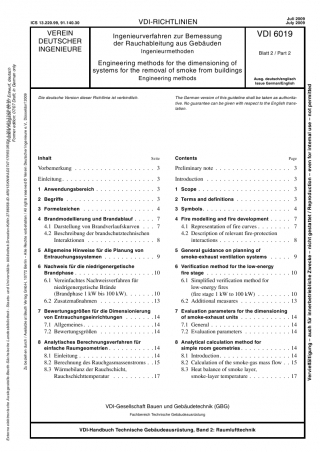 ICS 13.220.99, 91.140.30
VDI-RICHTLINIEN
Juli 2009
July 2009
VEREIN
DEUTSCHER
INGENIEURE
Ingenieurverfahren zur Bemessung
der Rauchableitung aus Gebäuden
Ingenieurmethoden
Engineering methods for the dimensioning of
systems for the removal of smoke from buildings
Engineering methods
VDI 6019
Blatt 2 / Part 2
Ausg. deutsch/englisch
Issue German/English
Die deutsche Version dieser Richtlinie ist verbindlich.
The German version of this guideline shall be taken as authorita-
tive. No guarantee can be given with respect to the English trans-
lation.
Inhalt Seite
Vorbemerkung . . . 3
Einleitung . . . 3
1 Anwendungsbereich . . . 3
2 Begriffe . . . 3
3 Formelzeichen . . . 4
4 Brandmodellierung und Brandablauf . . . 7
4.1 Darstellung von Brandverlaufskurven . . . 7
4.2 Beschreibung der brandschutztechnischen
Interaktionen . . . 8
5 Allgemeine Hinweise für die Planung von
Entrauchungssystemen . . . 9
6 Nachweis für die niedrigenergetische
Brandphase . . . 10
6.1 Vereinfachtes Nachweisverfahren für
niedrigenergetische Brände
(Brandphase 1 kW bis 100 kW) . . . 10
6.2 Zusatzmaßnahmen . . . 13
7 Bewertungsgrößen für die Dimensionierung
von Entrauchungseinrichtungen . . . 14
7.1 Allgemeines . . . 14
7.2 Bewertungsgrößen . . . 14
8 Analytisches Berechnungsverfahren für
einfache Raumgeometrien . . . 14
8.1 Einleitung . . . 14
8.2 Berechnung des Rauchgasmassenstroms . . . 15
8.3 Wärmebilanz der Rauchschicht,
Rauchschichttemperatur . . . 17
Contents Page
Preliminary note . . . 3
Introduction . . . 3
1 Scope . . . 3
2 Terms and definitions . . . 3
3 Symbols . . . 4
4 Fire modelling and fire development . . . 7
4.1 Representation of fire curves . . . 7
4.2 Description of relevant fire-protection
interactions . . . 8
5 General guidance on planning of
smoke-exhaust ventilation systems . . . 9
6 Verification method for the low-energy
fire stage . . . 10
6.1 Simplified verification method for
low-energy fires
(fire stage 1 kW to 100 kW) . . . 10
6.2 Additional measures . . . 13
7 Evaluation parameters for the dimensioning
of smoke-exhaust units . . . 14
7.1 General . . . 14
7.2 Evaluation parameters . . . 14
8 Analytical calculation method for
simple room geometries . . . 14
8.1 Introduction . . . 14
8.2 Calculation of the smoke gas mass flow . . . 15
8.3 Heat balance of smoke layer,
smoke-layer temperature . . . 17
VDI-Gesellschaft Bauen und Gebäudetechnik (GBG)
Fachbereich Technische Gebäudeausrüstung
VDI-Handbuch Technische Gebäudeausrüstung, Band 2: Raumlufttechnik
Vervielfältigung – auch für innerbetriebliche Zwecke – nicht gestattet / Reproduction – even for internal use – not permitted